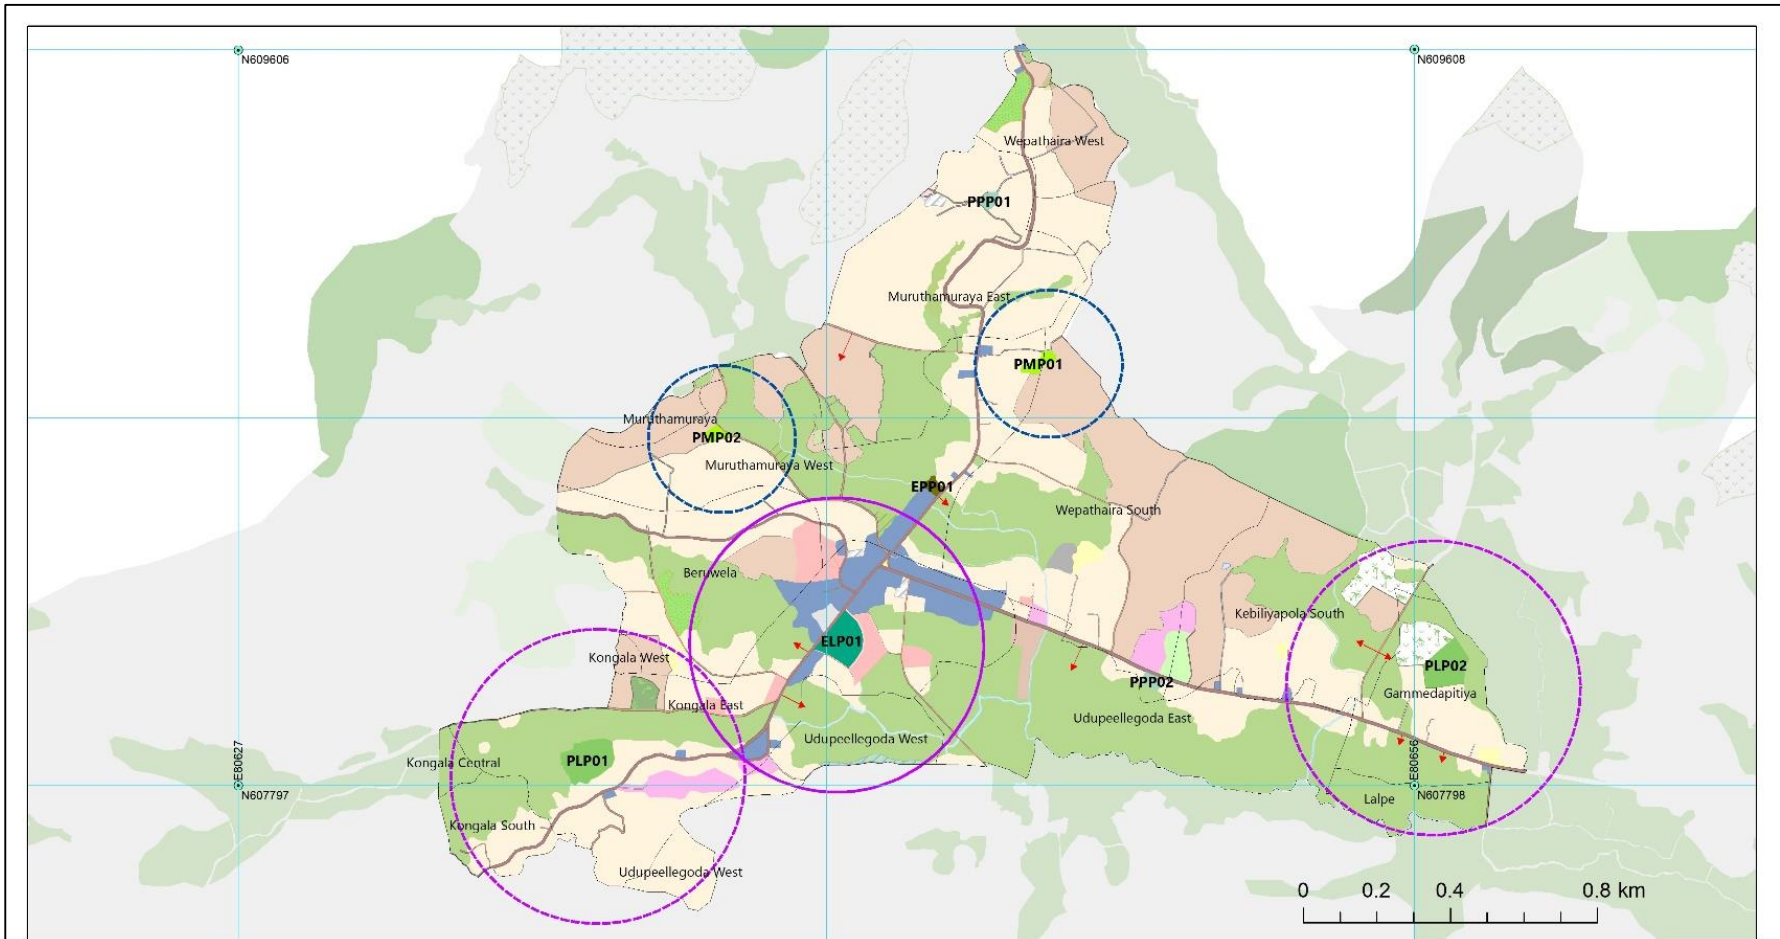 N609606
N609608
Wepathaira West
PPP01
Muruthamuraya East
PMP01
Muruthamuraya
PMP02
Muruthamuraya West
EPP01
Wepathaira South
Beruwela
Kebiliyapola South
ELP01
Kongala West
PLP02
PPP02
Gammedapitiya
Kongala East
Udupeellegoda East
Udupeellegoda West
E80627
E80656
PLP01
Kongala Central
N607797
N607798
Lalpe
Kongala South
Udupeellegoda West
0 0.2 0.4 0.8 km